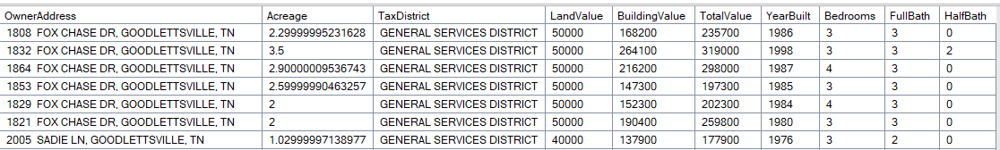 OwnerAddress Acreage TaxDistrict LandValue BuildingValue TotalValue YearBuilt Bedrooms FullBath HalfBath
1808 FOX CHASE DR, GOODLETTSVILLE, TN 2.29999995231628 GENERAL SERVICES DISTRICT 50000 168200 235700 1986 3 3 0
1832 FOX CHASE DR, GOODLETTSVILLE, TN 3.5 GENERAL SERVICES DISTRICT 50000 264100 319000 1998 3 3 2
1864 FOX CHASE DR, GOODLETTSVILLE, TN 2.90000009536743 GENERAL SERVICES DISTRICT 50000 216200 298000 1987 4 3 0
1853 FOX CHASE DR, GOODLETTSVILLE, TN 2.59999990463257 GENERAL SERVICES DISTRICT 50000 147300 197300 1985 3 3 0
1829 FOX CHASE DR, GOODLETTSVILLE, TN 2 GENERAL SERVICES DISTRICT 50000 152300 202300 1984 4 3 0
1821 FOX CHASE DR, GOODLETTSVILLE, TN 2 GENERAL SERVICES DISTRICT 50000 190400 259800 1980 3 3 0
2005 SADIE LN, GOODLETTSVILLE, TN 1.02999997138977 GENERAL SERVICES DISTRICT 40000 137900 177900 1976 3 2 0